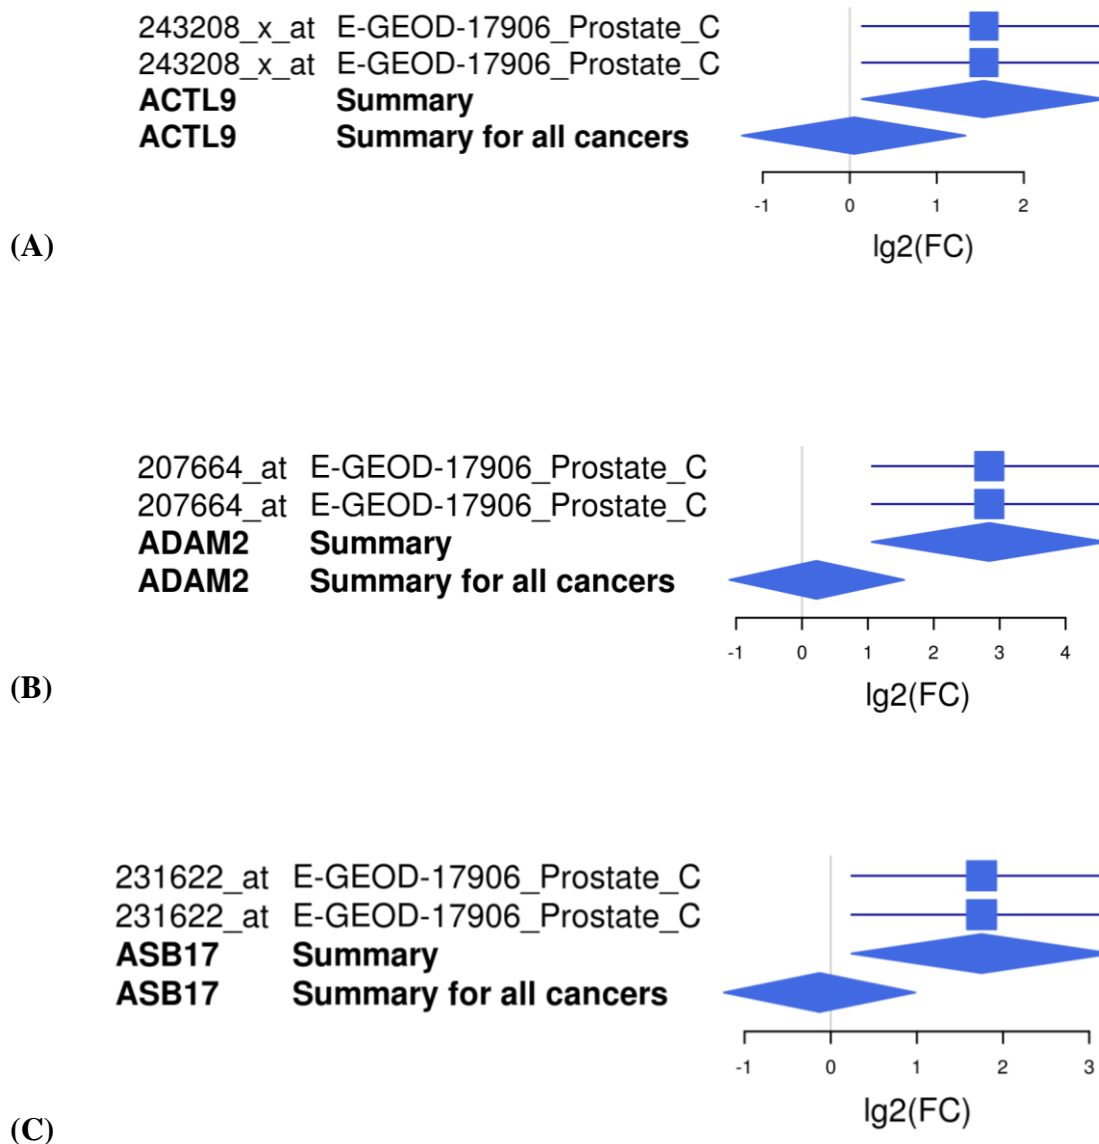 243208_x_at E-GEOD-17906_Prostate_C
243208_x_at E-GEOD-17906_Prostate_C
ACTL9 Summary
ACTL9 Summary for all cancers
-1 0 1 2
lg2(FC)
(A)
207664_at E-GEOD-17906_Prostate_C
207664_at E-GEOD-17906_Prostate_C
ADAM2 Summary
ADAM2 Summary for all cancers
-1 0 1 2 3 4
lg2(FC)
(B)
231622_at E-GEOD-17906_Prostate_C
231622_at E-GEOD-17906_Prostate_C
ASB17 Summary
ASB17 Summary for all cancers
-1 0 1 2 3
lg2(FC)
(C)